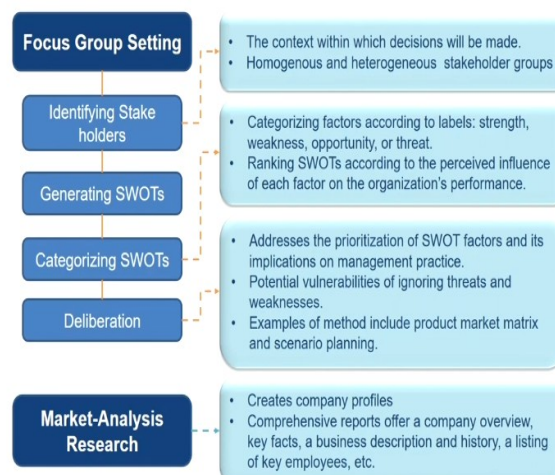 Focus Group Setting
• The context within which decisions will be made.
• Homogenous and heterogeneous stakeholder groups
Identifying Stake
holders
Generating SWOTs
• Categorizing factors according to labels: strength,
weakness, opportunity, or threat.
• Ranking SWOTs according to the perceived influence
of each factor on the organization's performance.
Categorizing SWOTs
Deliberation
• Addresses the prioritization of SWOT factors and its
implications on management practice.
• Potential vulnerabilities of ignoring threats and
weaknesses.
• Examples of method include product market matrix
and scenario planning.
Market-Analysis
Research
• Creates company profiles
• Comprehensive reports offer a company overview,
key facts, a business description and history, a listing
of key employees, etc.